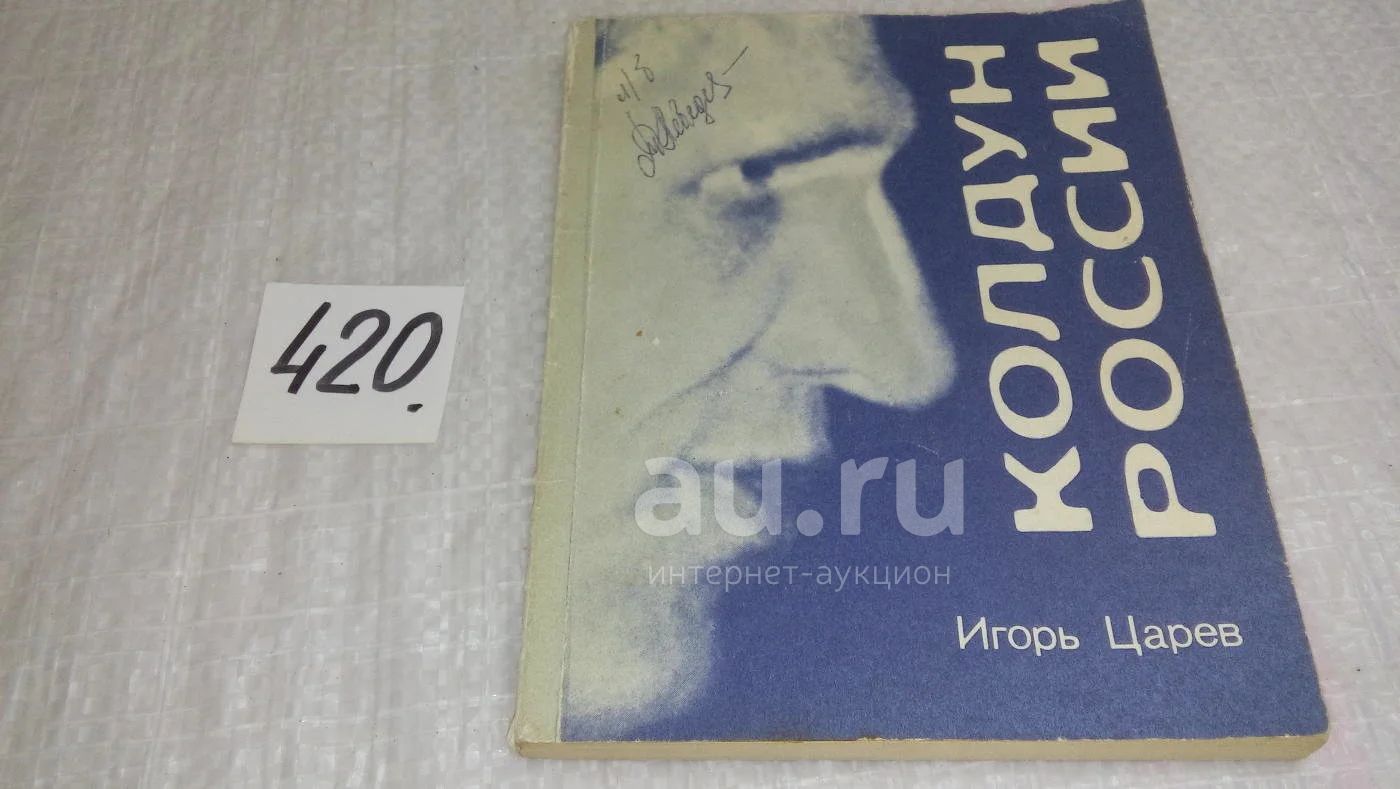 420.
КОЛДУН
РОССИИ
Игорь Царев
au.ru
интернет-аукцион